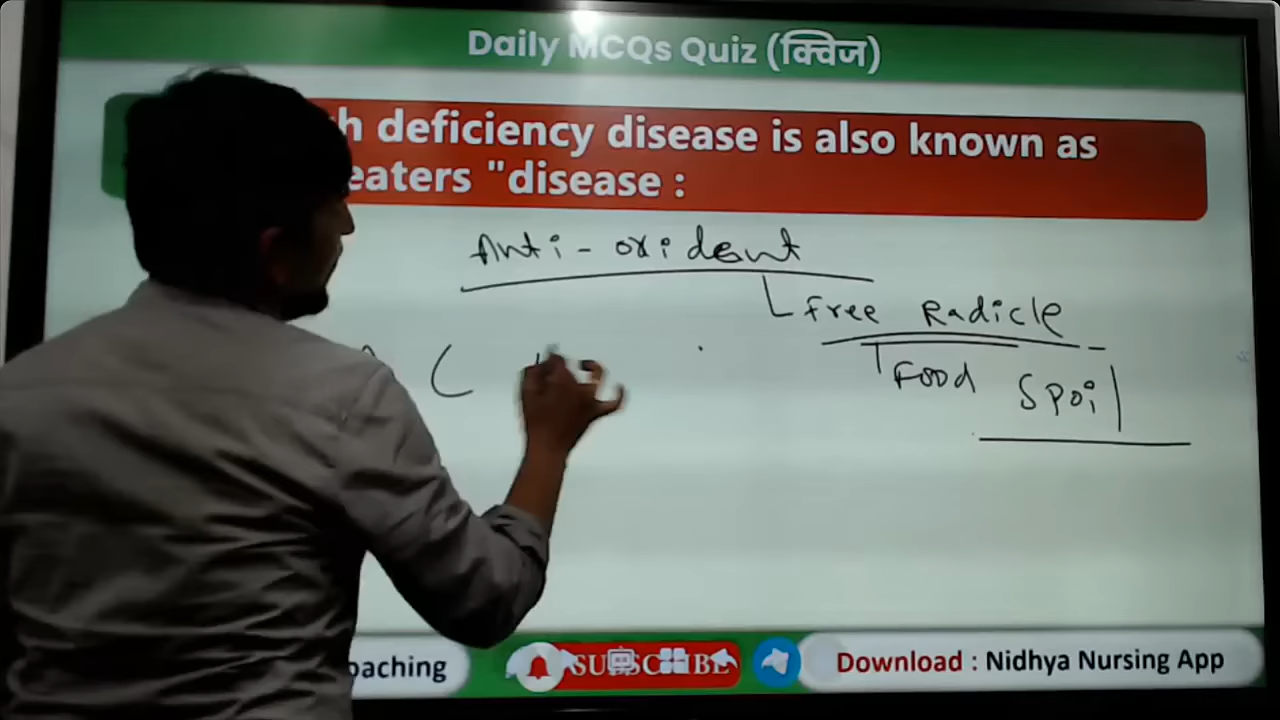 Daily MCQs Quiz (क्विज)
h deficiency disease is also known as
eaters "disease :
Anti-oxident
Free Radicle
Food Spoil
C
oaching
SUBSCRIBE
Download : Nidhya Nursing App